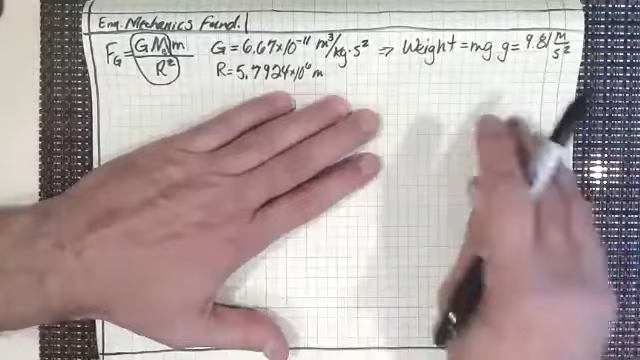 Eng. Mechanics Fund.
F_G = GM_Bm/R² G = 6.67×10⁻¹¹ m³/kg·s² ⇒ Weight = mg g = 9.81 m/s²
R = 5.7924×10⁶ m